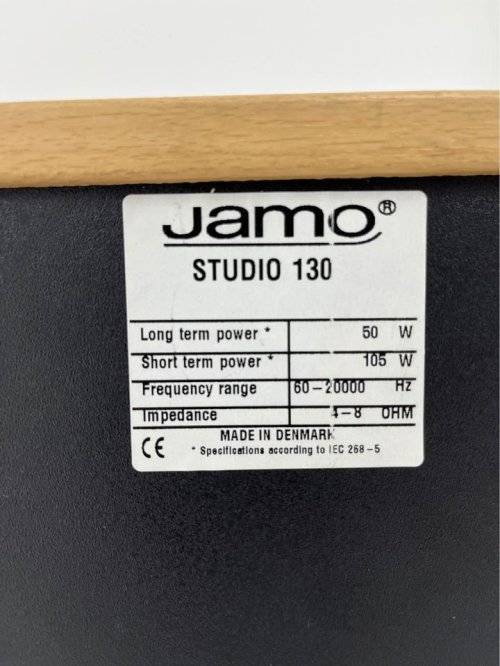 Jamo®
STUDIO 130
Long term power * 50 W
Short term power * 105 W
Frequency range 60–20000 Hz
Impedance 4–8 OHM
CE MADE IN DENMARK
* Specifications according to IEC 268–5